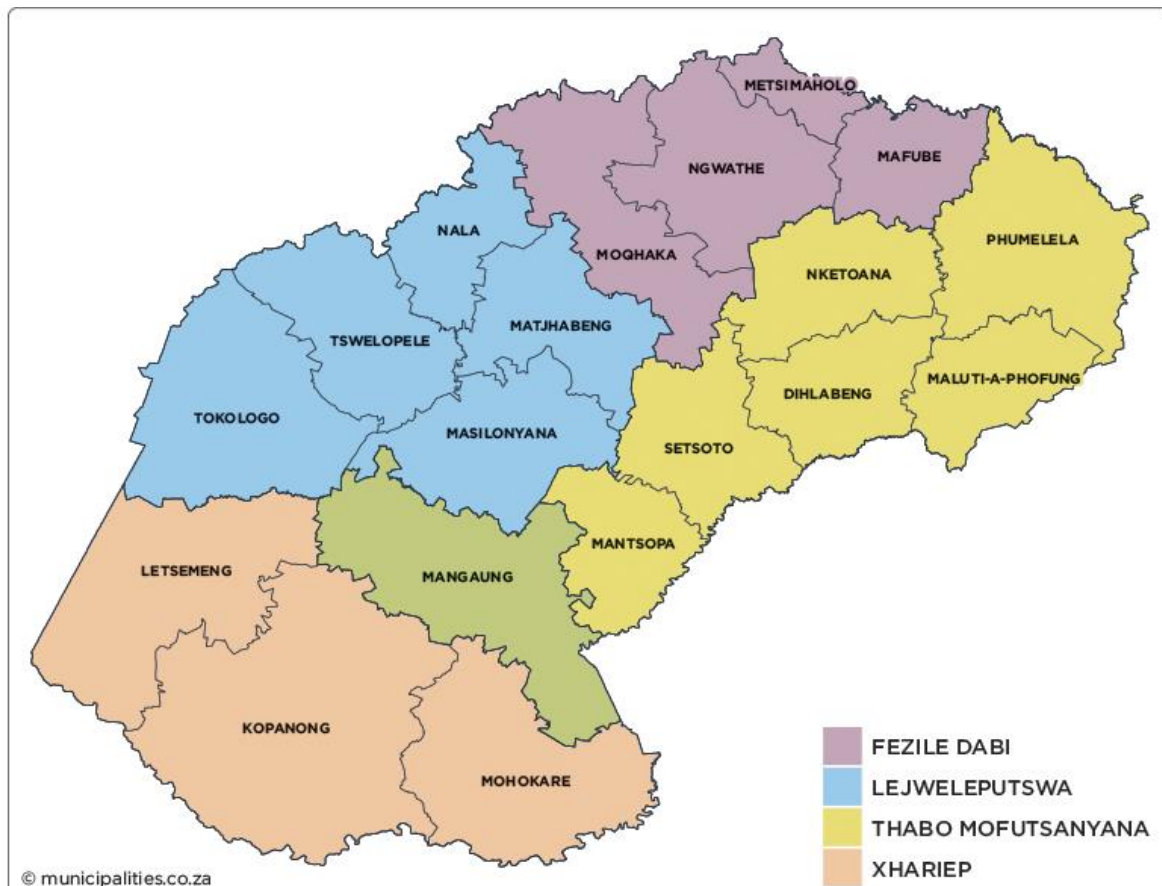 METSIMAHOLO
MAFUBE
NGWATHE
NALA
MOQHAKA
PHUMELELA
NKETOANA
MATJHABENG
TSWELOPELE
MALUTI-A-PHOFUNG
DIHLABENG
TOKOLOGO
MASILONYANA
SETSOTO
MANTSOPA
LETSEMENG
MANGAUNG
KOPANONG
MOHOKARE
FEZILE DABI
LEJWELEPUTSWA
THABO MOFUTSANYANA
XHARIEP
© municipalities.co.za